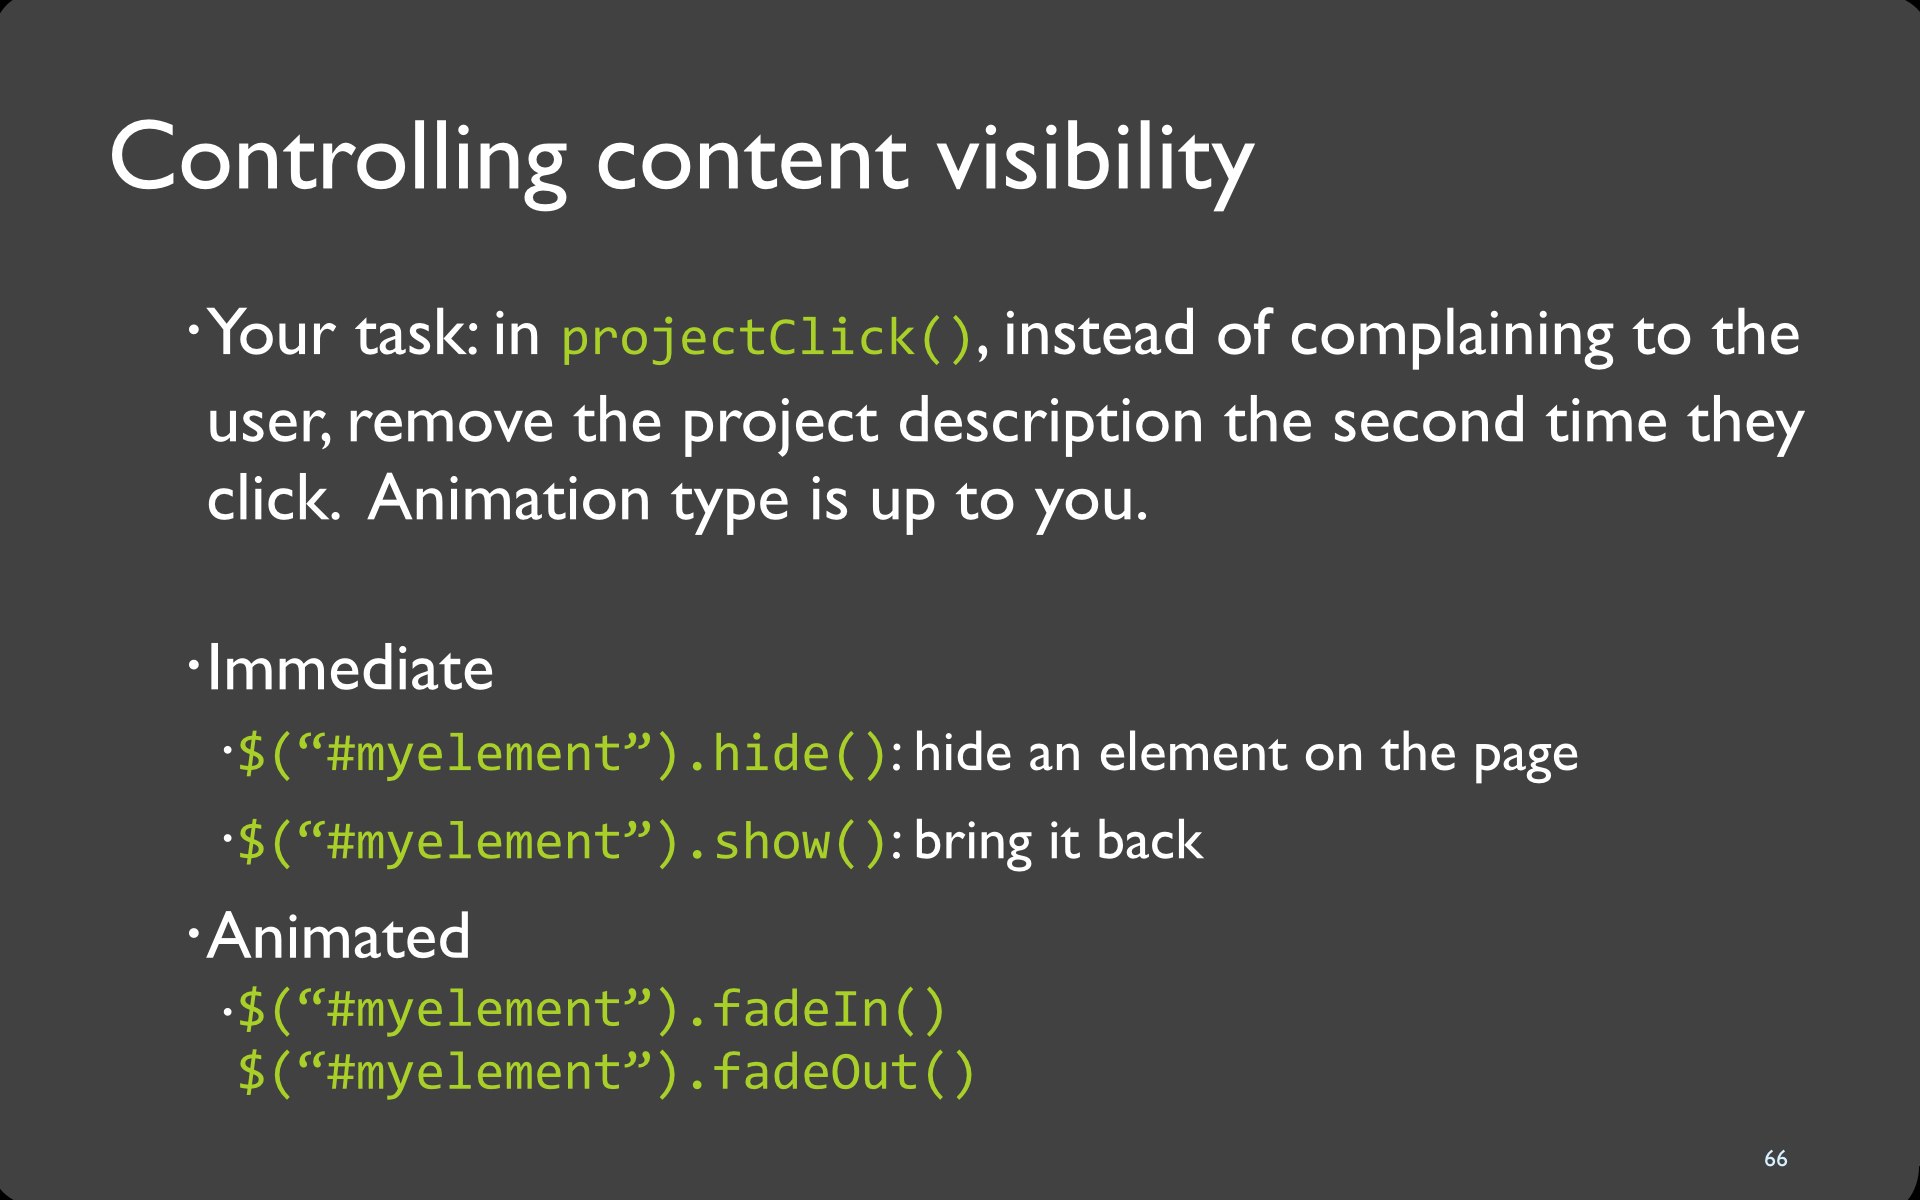 Controlling content visibility
·Your task: in projectClick(), instead of complaining to the
user, remove the project description the second time they
click.  Animation type is up to you.
·Immediate
·$(“#myelement”).hide(): hide an element on the page
·$(“#myelement”).show(): bring it back
·Animated
·$(“#myelement”).fadeIn()
$(“#myelement”).fadeOut()
66